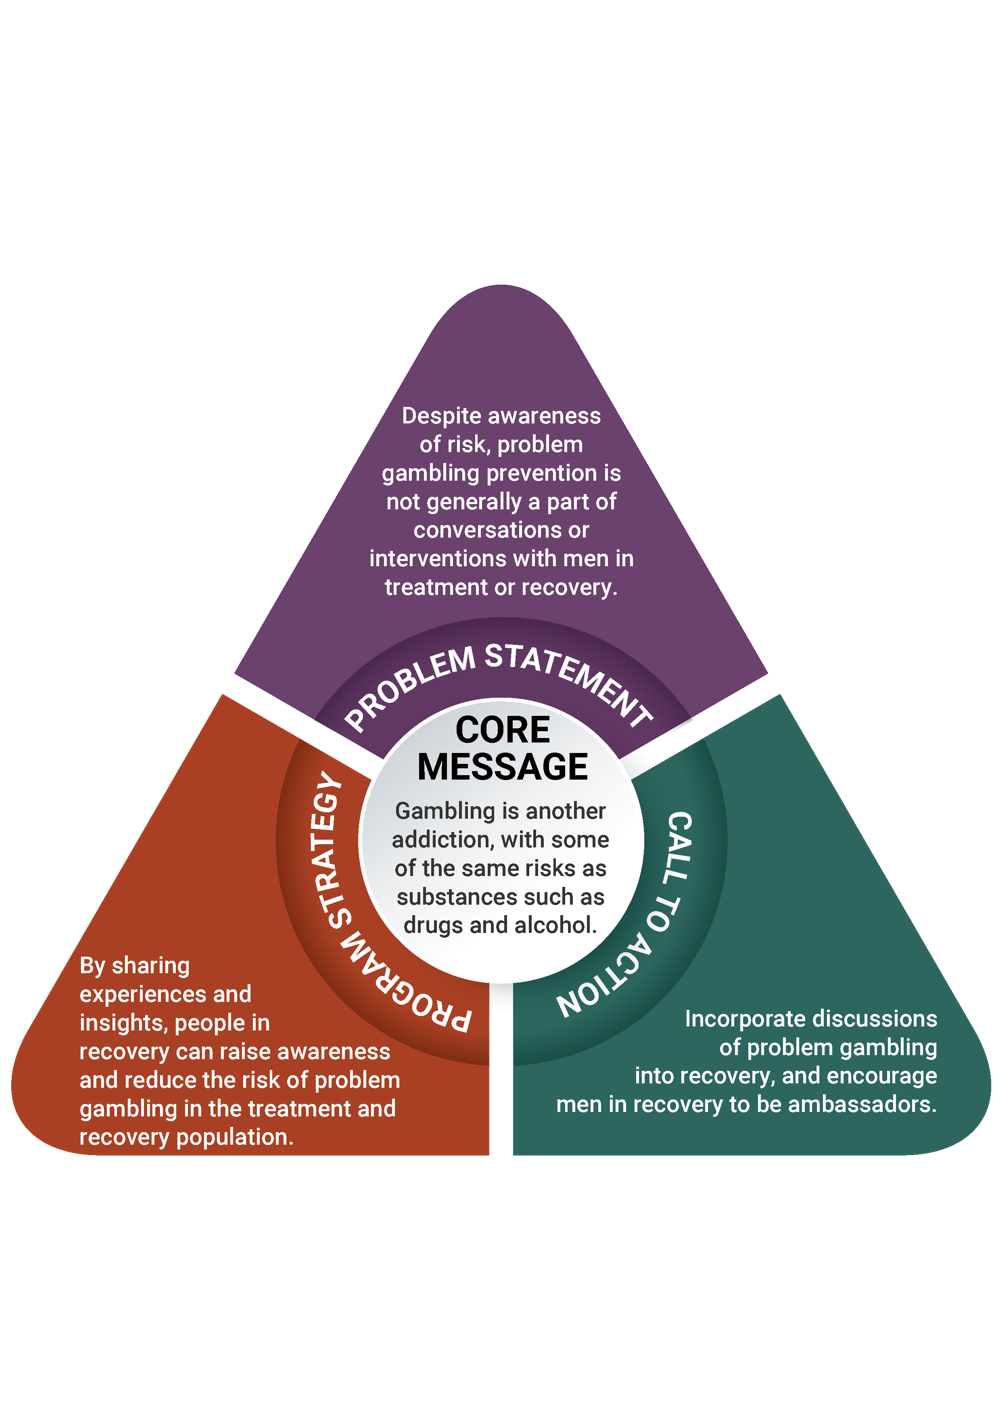 Despite awareness
of risk, problem
gambling prevention is
not generally a part of
conversations or
interventions with men in
treatment or recovery.
PROBLEM STATEMENT
CORE
MESSAGE
Gambling is another
addiction, with some
of the same risks as
substances such as
drugs and alcohol.
PROGRAM STRATEGY
By sharing
experiences and
insights, people in
recovery can raise awareness
and reduce the risk of problem
gambling in the treatment and
recovery population.
CALL TO ACTION
Incorporate discussions
of problem gambling
into recovery, and encourage
men in recovery to be ambassadors.